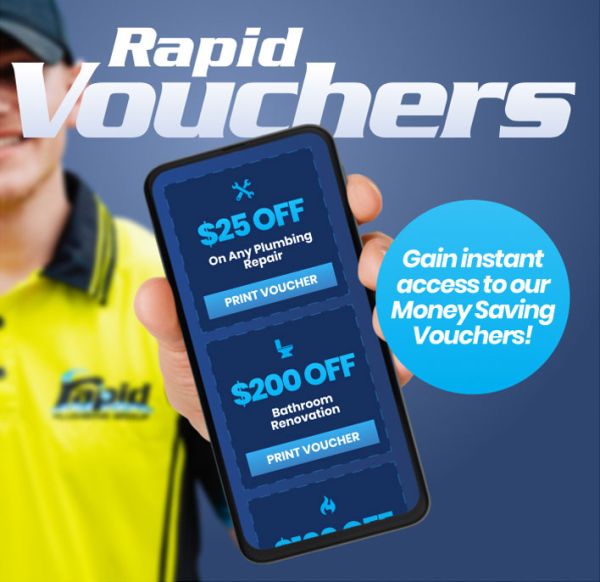 Rapid
Vouchers
$25 OFF
On Any Plumbing
Repair
PRINT VOUCHER
$200 OFF
Bathroom
Renovation
PRINT VOUCHER
Gain instant
access to our
Money Saving
Vouchers!
Rapid